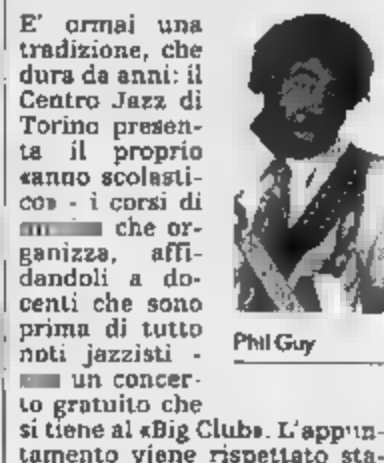 E' ormai una
tradizione, che
dura da anni: il
Centro Jazz di
Torino presen-
ta il proprio
«anno scolasti-
co» - i corsi di
che or-
ganizza, affi-
dandoli a do-
centi che sono
prima di tutto
noti jazzisti -
un concer-
to gratuito che
si tiene al «Big Club». L'appun-
tamento viene rispettato sta-
Phil Guy